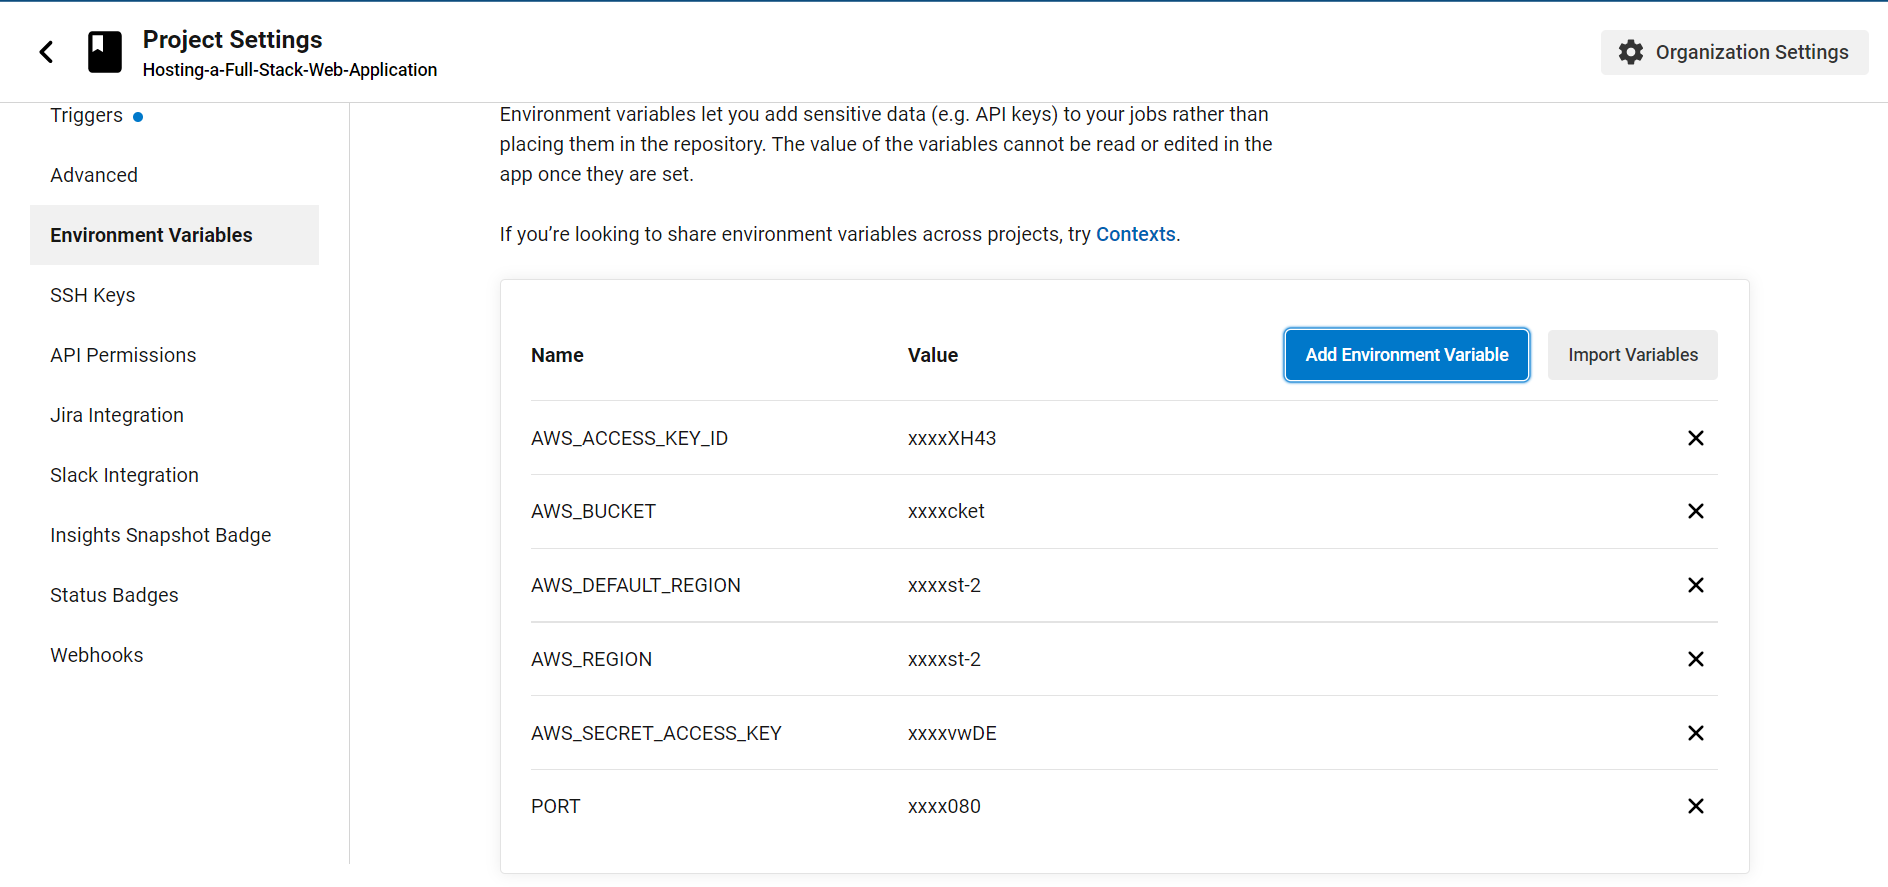 Project Settings
Hosting-a-Full-Stack-Web-Application
Organization Settings
Triggers
Advanced
Environment Variables
SSH Keys
API Permissions
Jira Integration
Slack Integration
Insights Snapshot Badge
Status Badges
Webhooks
Environment variables let you add sensitive data (e.g. API keys) to your jobs rather than
placing them in the repository. The value of the variables cannot be read or edited in the
app once they are set.
If you’re looking to share environment variables across projects, try Contexts.
Name Value Add Environment Variable Import Variables
AWS_ACCESS_KEY_ID xxxxXH43
AWS_BUCKET xxxxcket
AWS_DEFAULT_REGION xxxxst-2
AWS_REGION xxxxst-2
AWS_SECRET_ACCESS_KEY xxxxvwDE
PORT xxxx080